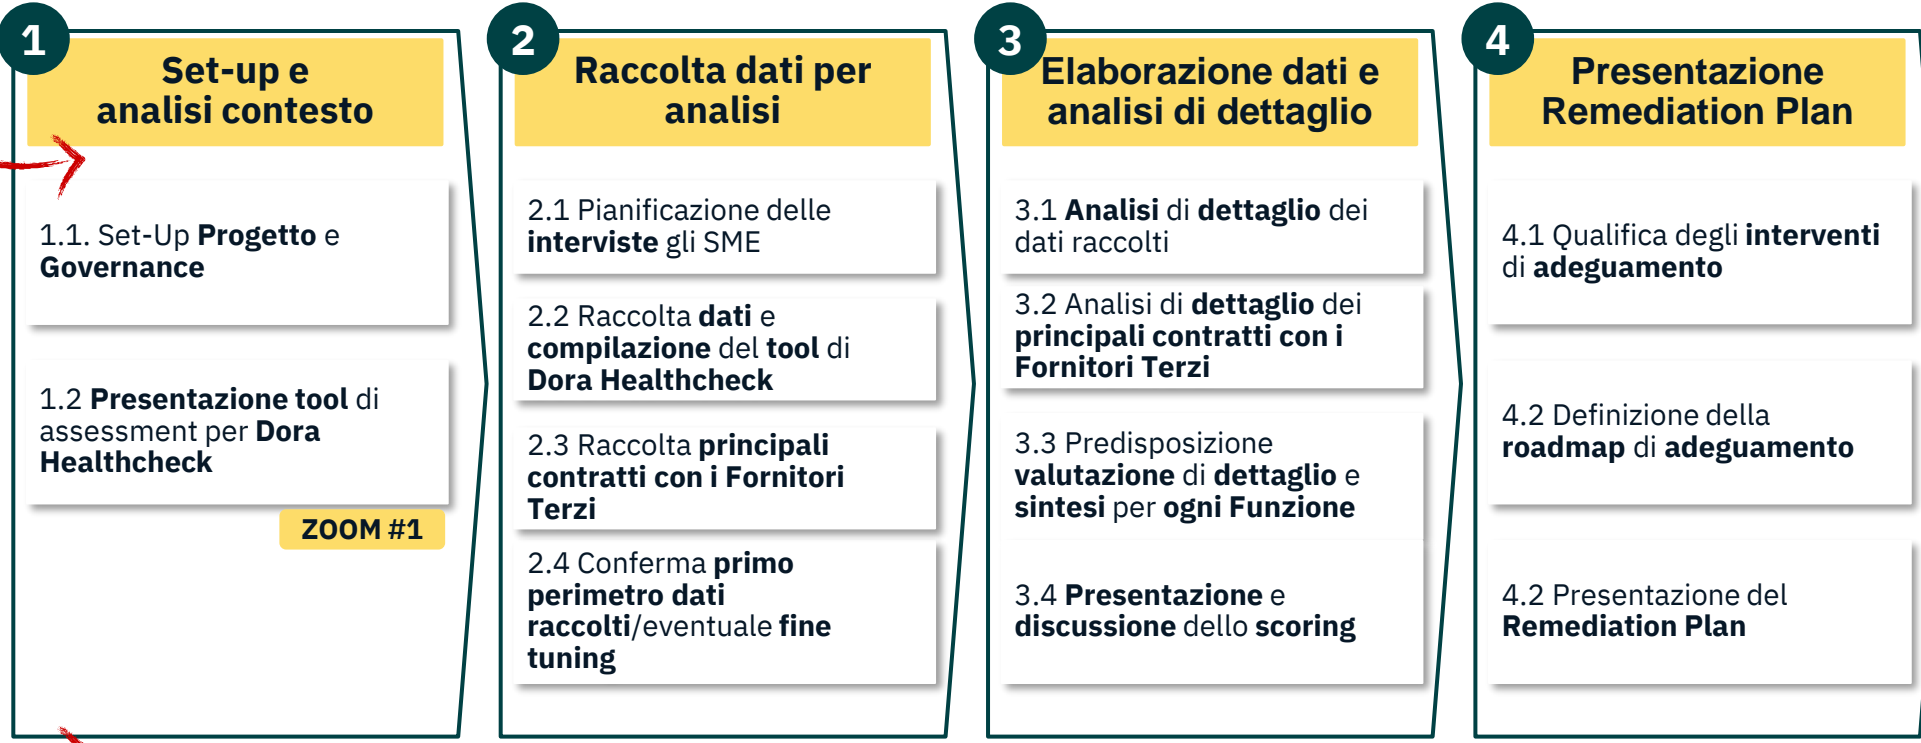 1
Set-up e
analisi contesto
1.1. Set-Up Progetto e
Governance
1.2 Presentazione tool di
assessment per Dora
Healthcheck
ZOOM #1
2
Raccolta dati per
analisi
2.1 Pianificazione delle
interviste gli SME
2.2 Raccolta dati e
compilazione del tool di
Dora Healthcheck
2.3 Raccolta principali
contratti con i Fornitori
Terzi
2.4 Conferma primo
perimetro dati
raccolti/eventuale fine
tuning
3
Elaborazione dati e
analisi di dettaglio
3.1 Analisi di dettaglio dei
dati raccolti
3.2 Analisi di dettaglio dei
principali contratti con i
Fornitori Terzi
3.3 Predisposizione
valutazione di dettaglio e
sintesi per ogni Funzione
3.4 Presentazione e
discussione dello scoring
4
Presentazione
Remediation Plan
4.1 Qualifica degli interventi
di adeguamento
4.2 Definizione della
roadmap di adeguamento
4.2 Presentazione del
Remediation Plan